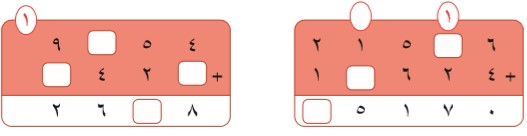 ١
٢ ١ ٥ ٦
١ ٦ ٢ ٤ +
٥ ١ ٧ ٠
١
٩ ٥ ٤
٤ ٢ +
٢ ٦ ٨